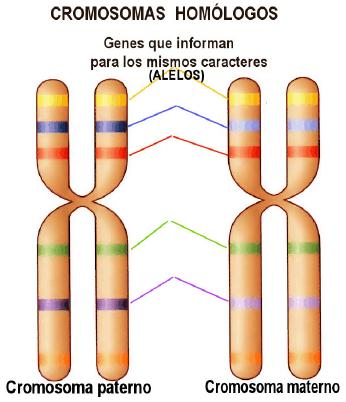 CROMOSOMAS HOMÓLOGOS
Genes que informan
para los mismos caracteres
(ALELOS)
Cromosoma paterno
Cromosoma materno